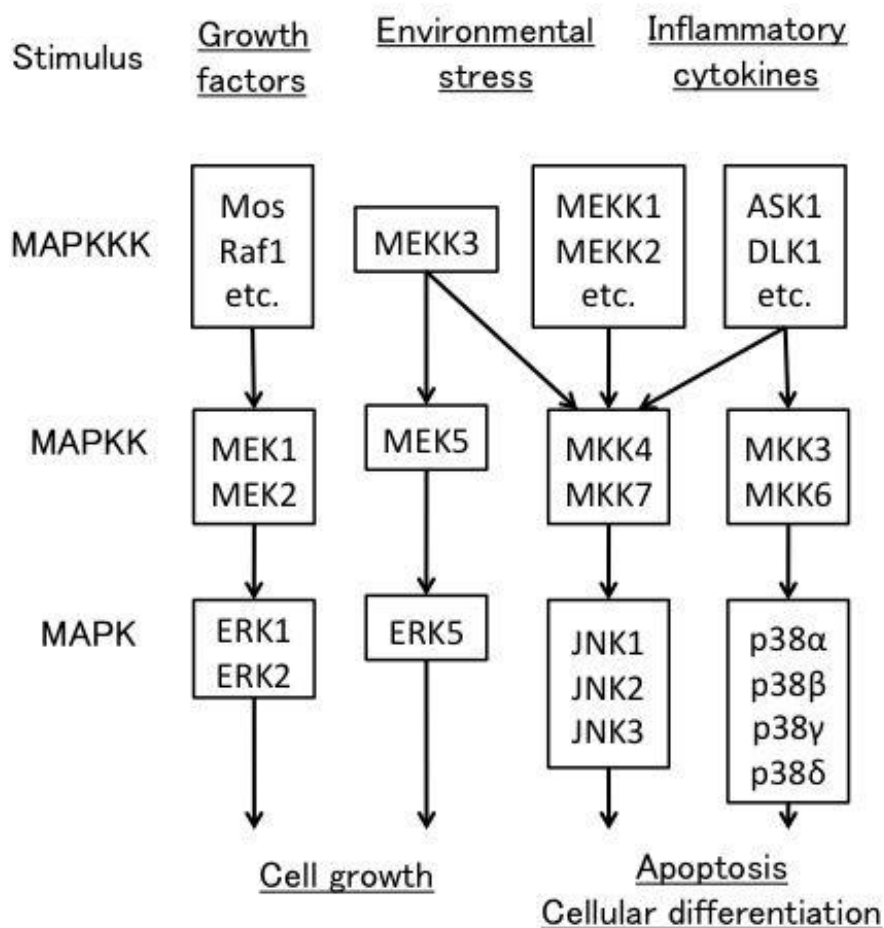 Stimulus
Growth
factors
Environmental
stress
Inflammatory
cytokines
MAPKKK
Mos
Raf1
etc.
MEKK3
MEKK1
MEKK2
etc.
ASK1
DLK1
etc.
MAPKK
MEK1
MEK2
MEK5
MKK4
MKK7
MKK3
MKK6
MAPK
ERK1
ERK2
ERK5
JNK1
JNK2
JNK3
p38α
p38β
p38γ
p38δ
Cell growth
Apoptosis
Cellular differentiation